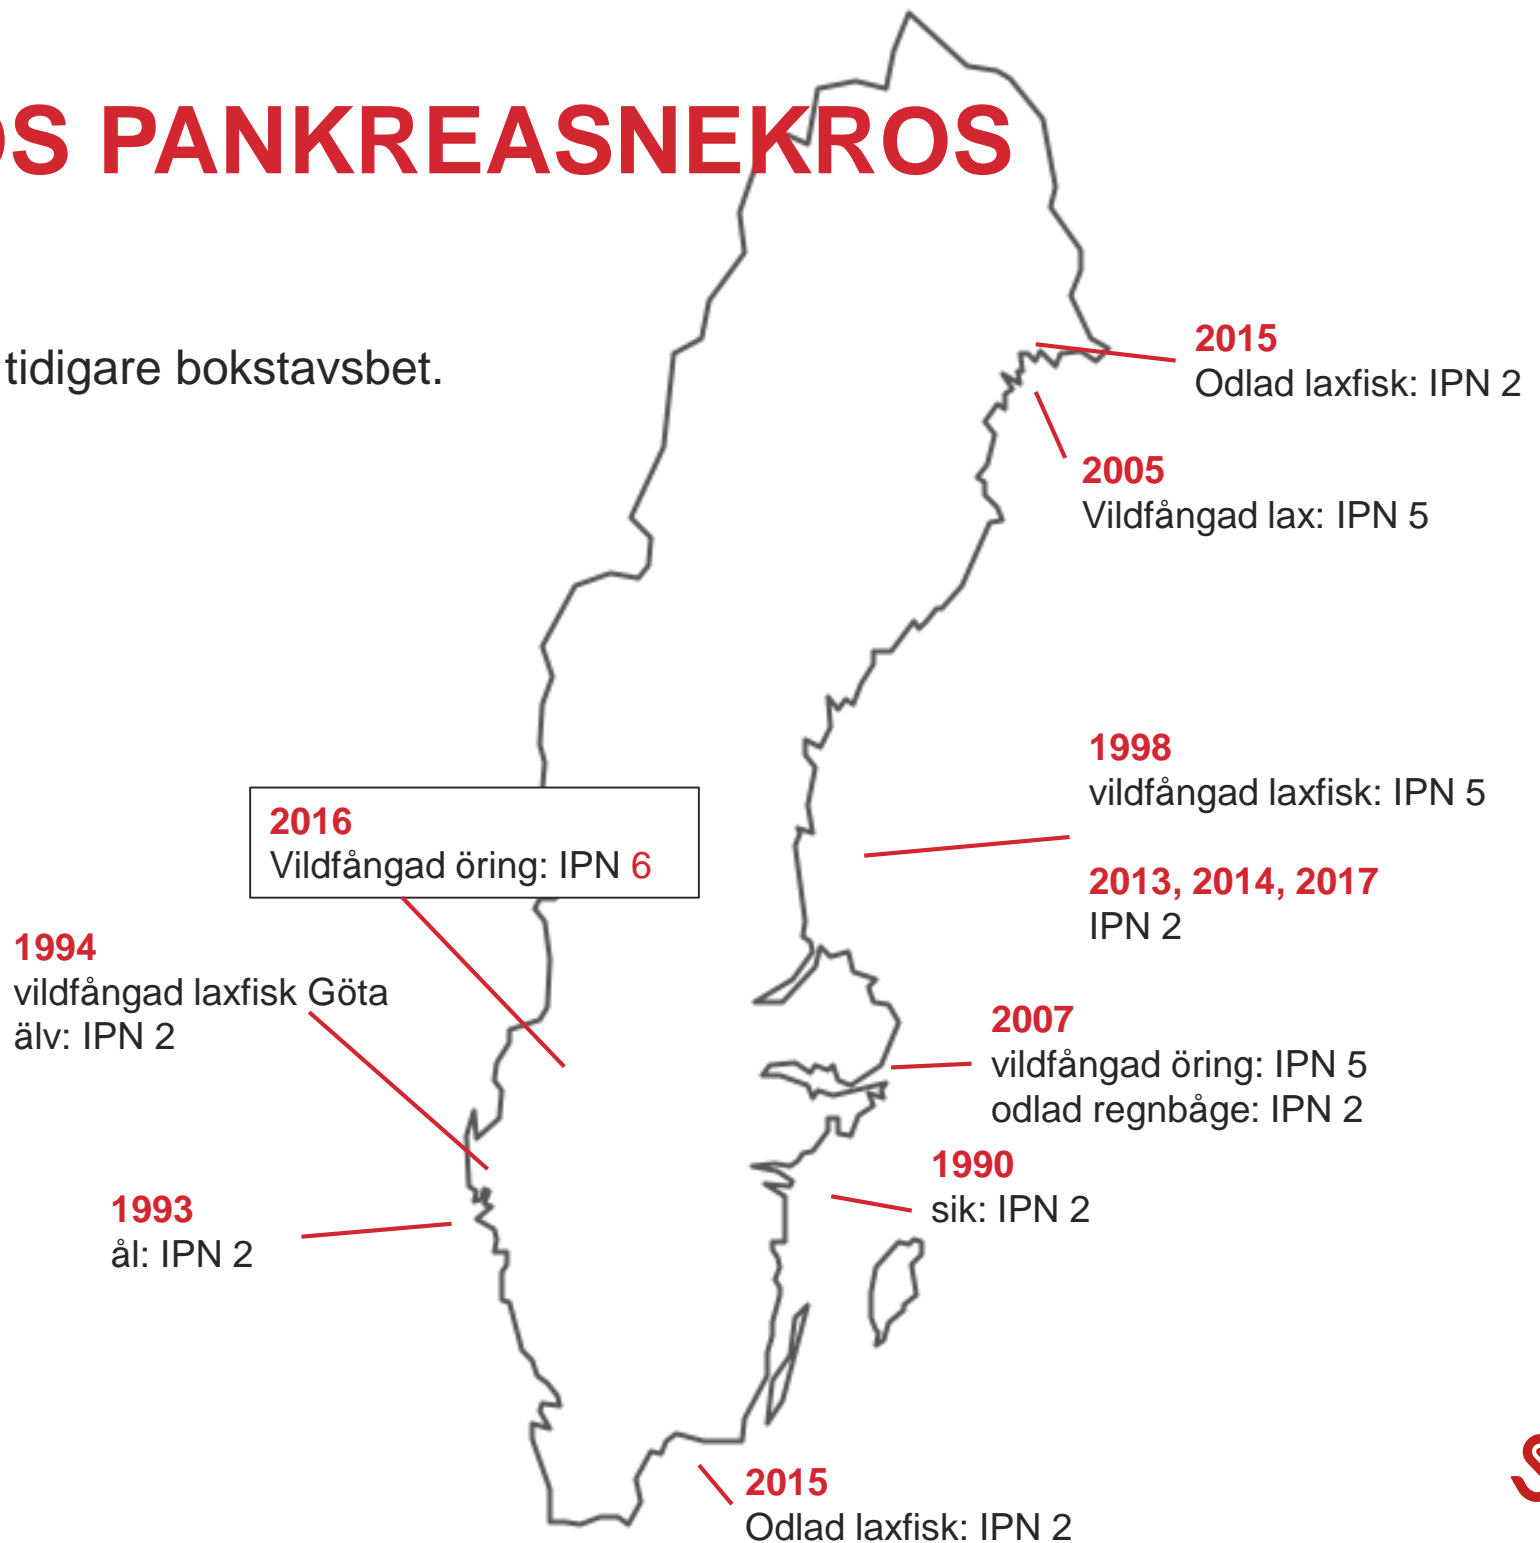 OS PANKREASNEKROS
tidigare bokstavsbet.
2015
Odlad laxfisk: IPN 2
2005
Vildfångad lax: IPN 5
1998
vildfångad laxfisk: IPN 5
2013, 2014, 2017
IPN 2
2016
Vildfångad öring: IPN 6
1994
vildfångad laxfisk Göta
älv: IPN 2
2007
vildfångad öring: IPN 5
odlad regnbåge: IPN 2
1990
sik: IPN 2
1993
ål: IPN 2
2015
Odlad laxfisk: IPN 2
S